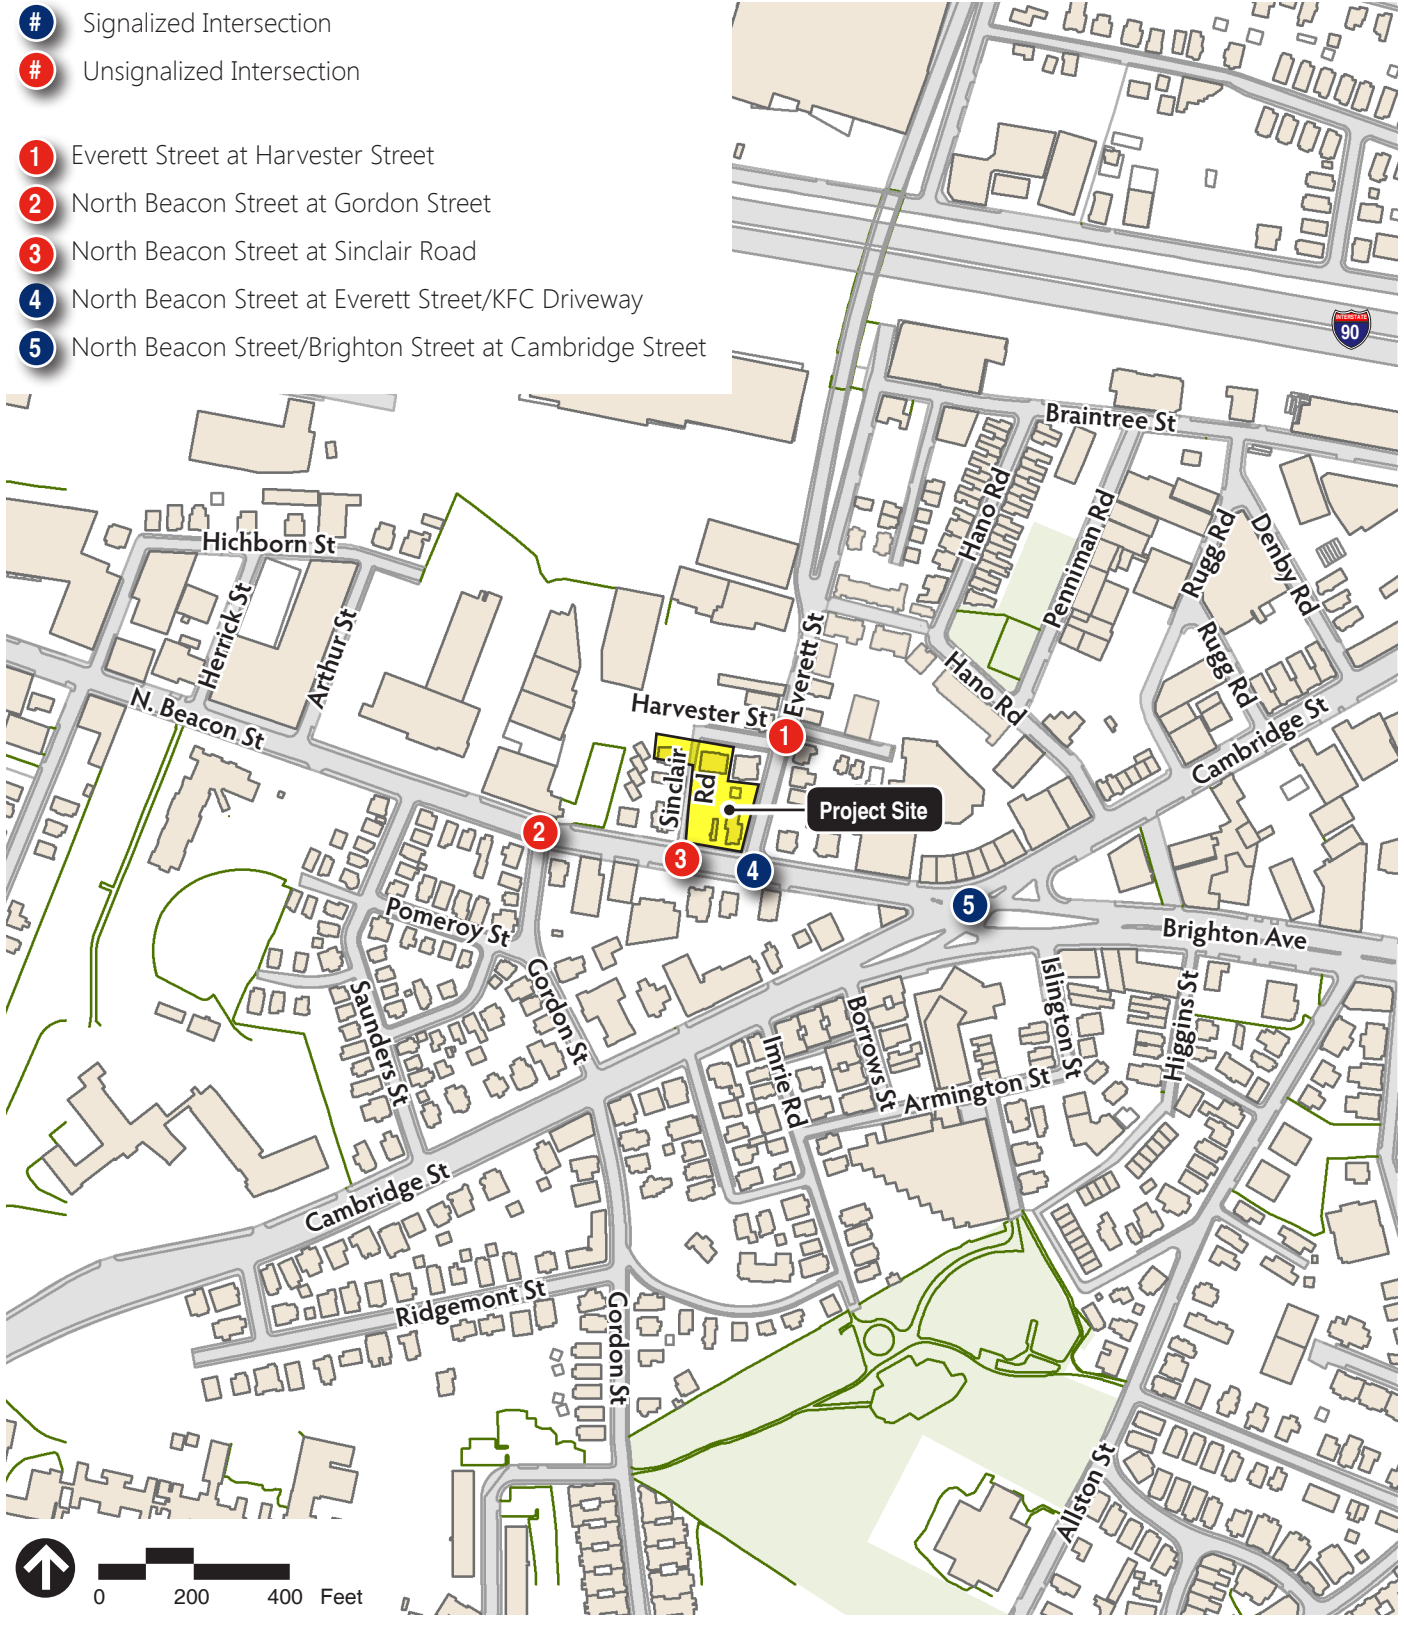 # Signalized Intersection
# Unsignalized Intersection
1 Everett Street at Harvester Street
2 North Beacon Street at Gordon Street
3 North Beacon Street at Sinclair Road
4 North Beacon Street at Everett Street/KFC Driveway
5 North Beacon Street/Brighton Street at Cambridge Street
INTERSTATE
90
Braintree St
Hano Rd
Penniman Rd
Rugg Rd
Denby Rd
Hichborn St
Herrick St
Arthur St
Everett St
Rugg Rd
Hano Rd
N. Beacon St
Harvester St
1
Cambridge St
Sinclair
Rd
Project Site
2
3
4
5
Pomeroy St
Brighton Ave
Gordon St
Saunders St
Islington St
Higgins St
Borrows St
Imrie Rd
Armington St
Cambridge St
Ridgemont St
Gordon St
Allston St
0 200 400 Feet